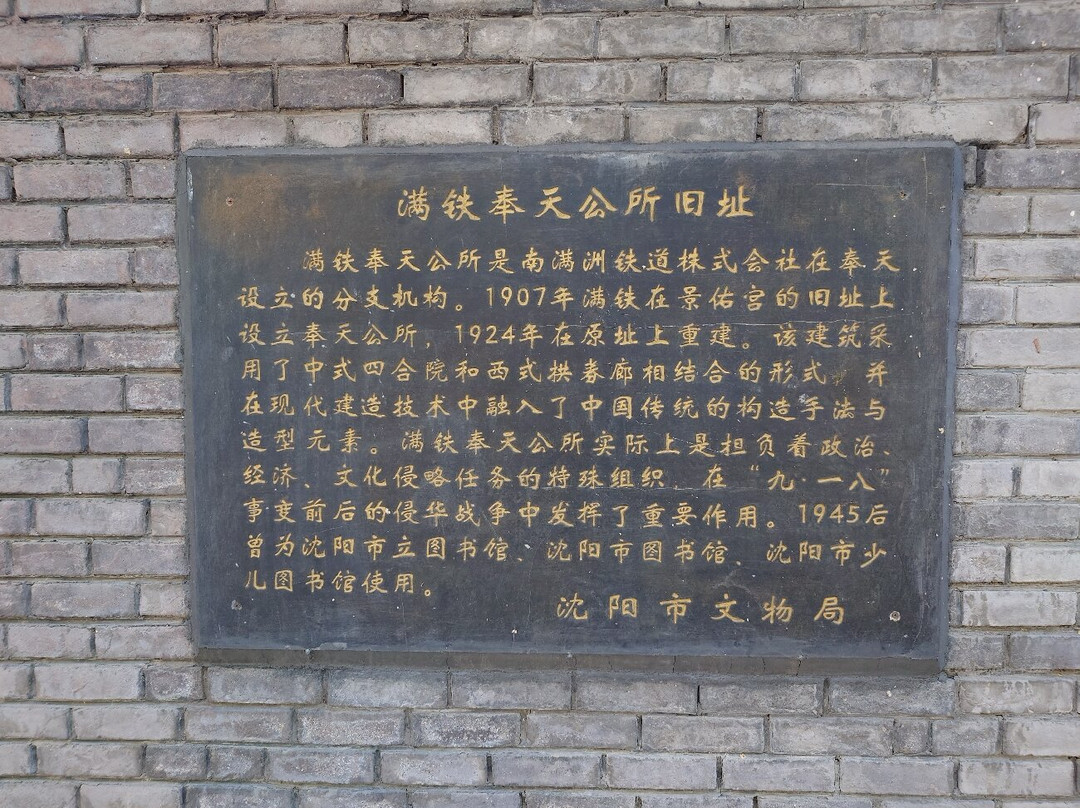 满铁奉天公所旧址
满铁奉天公所是南满洲铁道株式会社在奉天
设立的分支机构。1907年满铁在景佑宫的旧址上
设立奉天公所，1924年在原址上重建。该建筑采
用了中式四合院和西式拱券廊相结合的形式，并
在现代建造技术中融入了中国传统的构造手法与
造型元素。满铁奉天公所实际上是担负着政治、
经济、文化侵略任务的特殊组织，在“九·一八”
事变前后的侵华战争中发挥了重要作用。1945后
曾为沈阳市立图书馆、沈阳市图书馆、沈阳市少
儿图书馆使用。
沈阳市文物局